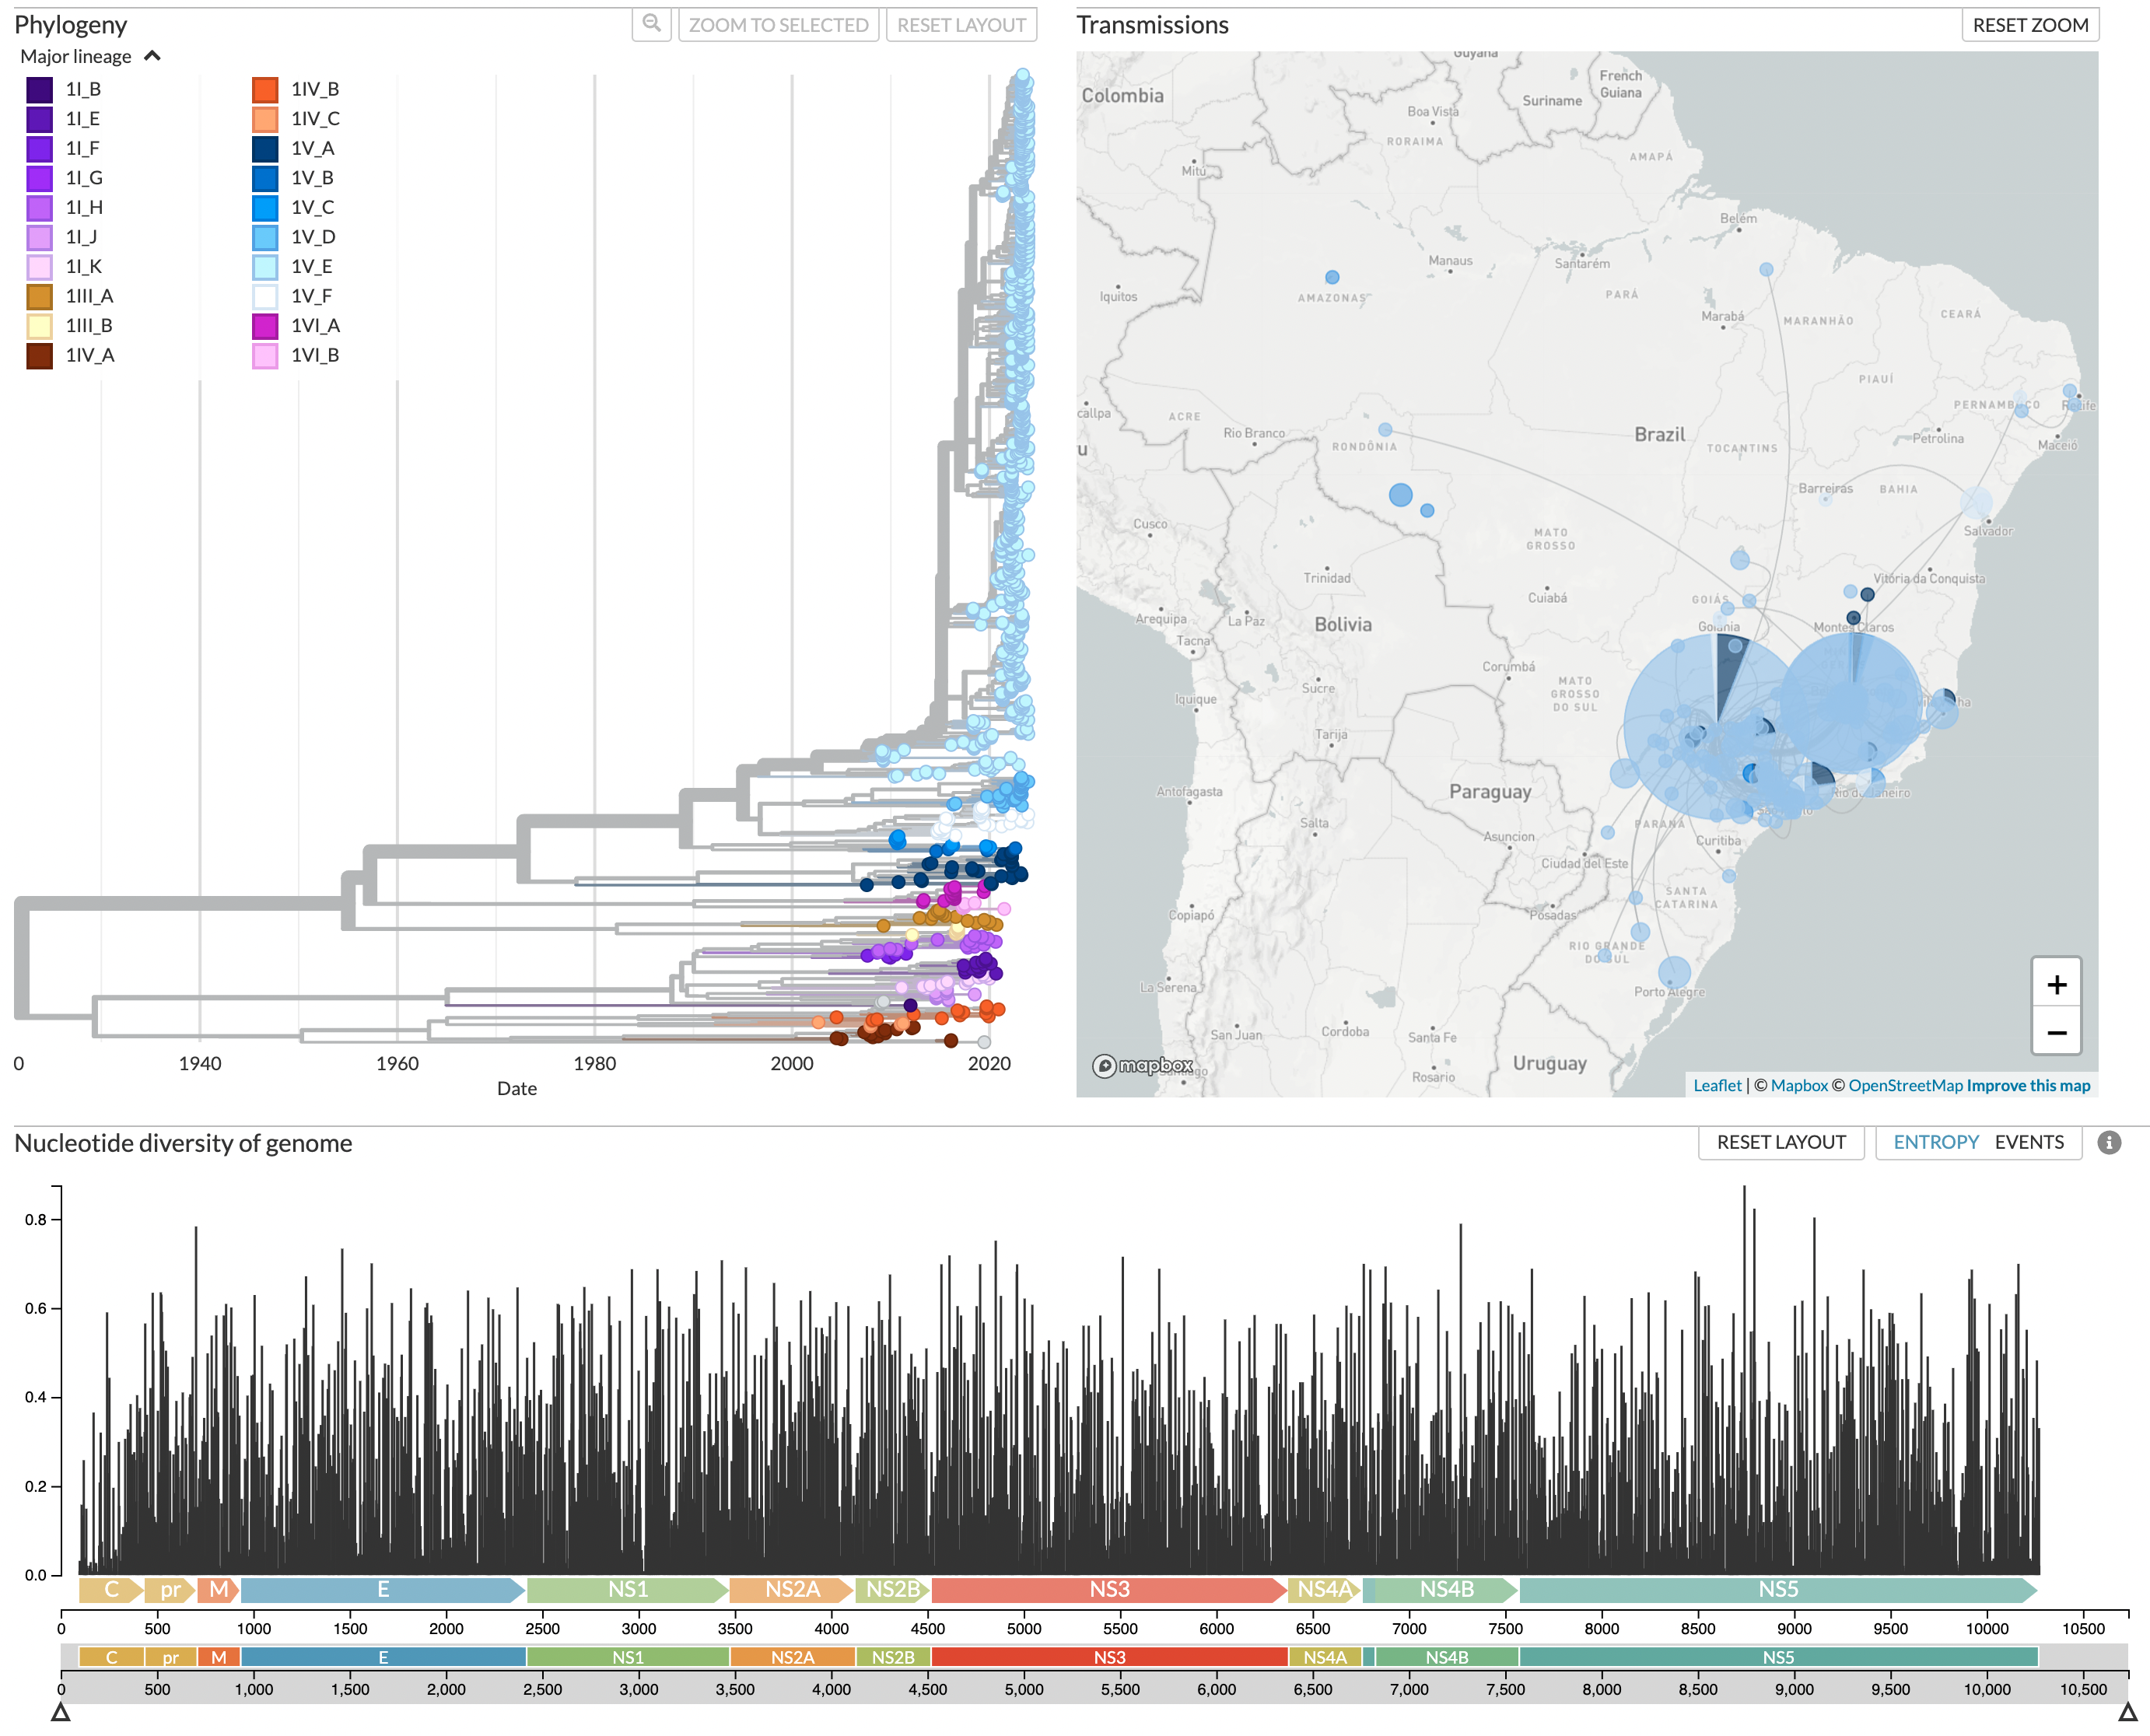 Phylogeny
ZOOM TO SELECTED
RESET LAYOUT
Major lineage
1I_B
1I_E
1I_F
1I_G
1I_H
1I_J
1I_K
1III_A
1III_B
1IV_A
1IV_B
1IV_C
1V_A
1V_B
1V_C
1V_D
1V_E
1V_F
1VI_A
1VI_B
0 1940 1960 1980 2000 2020
Date
Transmissions
RESET ZOOM
Guyana
French
Guiana
Suriname
Colombia
Boa Vista
RORAIMA
AMAPÁ
Mitú
Belém
Manaus
Santarém
Iquitos
AMAZONAS
PARÁ
Marabá
MARANHÃO
CEARÁ
PIAUÍ
callpa
ACRE
PERNAMBUCO
Recife
Rio Branco
RONDÔNIA
Brazil
TOCANTINS
Petrolina
Maceió
u
Barreiras
BAHIA
Cusco
Salvador
MATO
GROSSO
Trinidad
Vitória da Conquista
Cuiabá
GOIÁS
Arequipa
La Paz
Bolivia
Goiânia
Montes Claros
Tacna
Corumbá
Sucre
MATO
GROSSO
DO SUL
Iquique
ha
Tarija
Antofagasta
Paraguay
Rio de Janeiro
Salta
PARANÁ
Asuncion
Curitiba
Ciudad del Este
SANTA
CATARINA
Copiapó
Posadas
RIO GRANDE
DO SUL
La Serena
Porto Alegre
San Juan
Cordoba
Santa Fe
Uruguay
Rosario
Santiago
mapbox
+
−
Leaflet | © Mapbox © OpenStreetMap Improve this map
Nucleotide diversity of genome
RESET LAYOUT
ENTROPY EVENTS
i
0.8
0.6
0.4
0.2
0.0
C pr M E NS1 NS2A NS2B NS3 NS4A NS4B NS5
0 500 1000 1500 2000 2500 3000 3500 4000 4500 5000 5500 6000 6500 7000 7500 8000 8500 9000 9500 10000 10500
C pr M E NS1 NS2A NS2B NS3 NS4A NS4B NS5
0 500 1,000 1,500 2,000 2,500 3,000 3,500 4,000 4,500 5,000 5,500 6,000 6,500 7,000 7,500 8,000 8,500 9,000 9,500 10,000 10,500